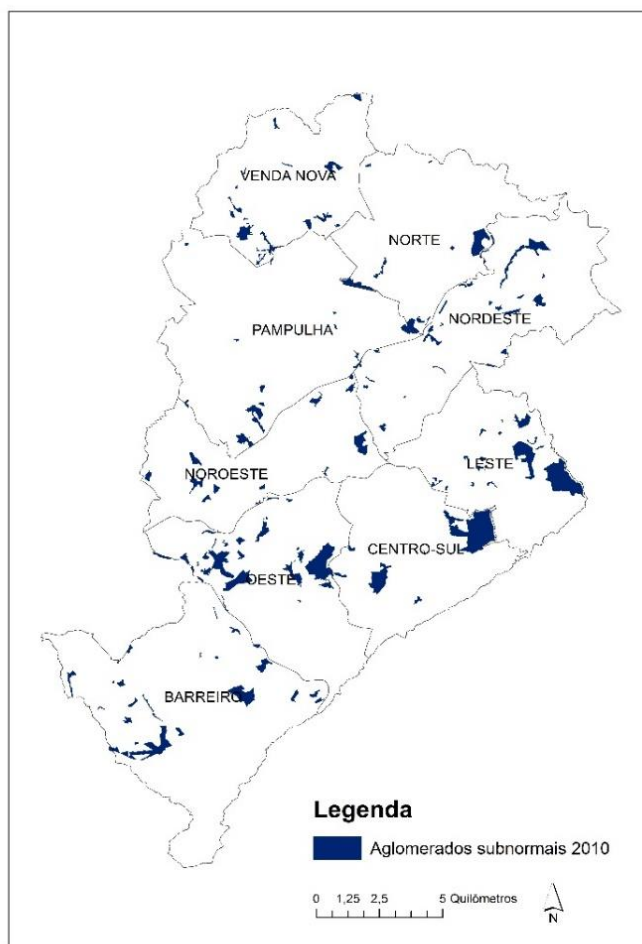 VENDA NOVA
NORTE
NORDESTE
PAMPULHA
LESTE
NOROESTE
CENTRO-SUL
OESTE
BARREIRO
Legenda
Aglomerados subnormais 2010
0 1,25 2,5 5 Quilômetros
N